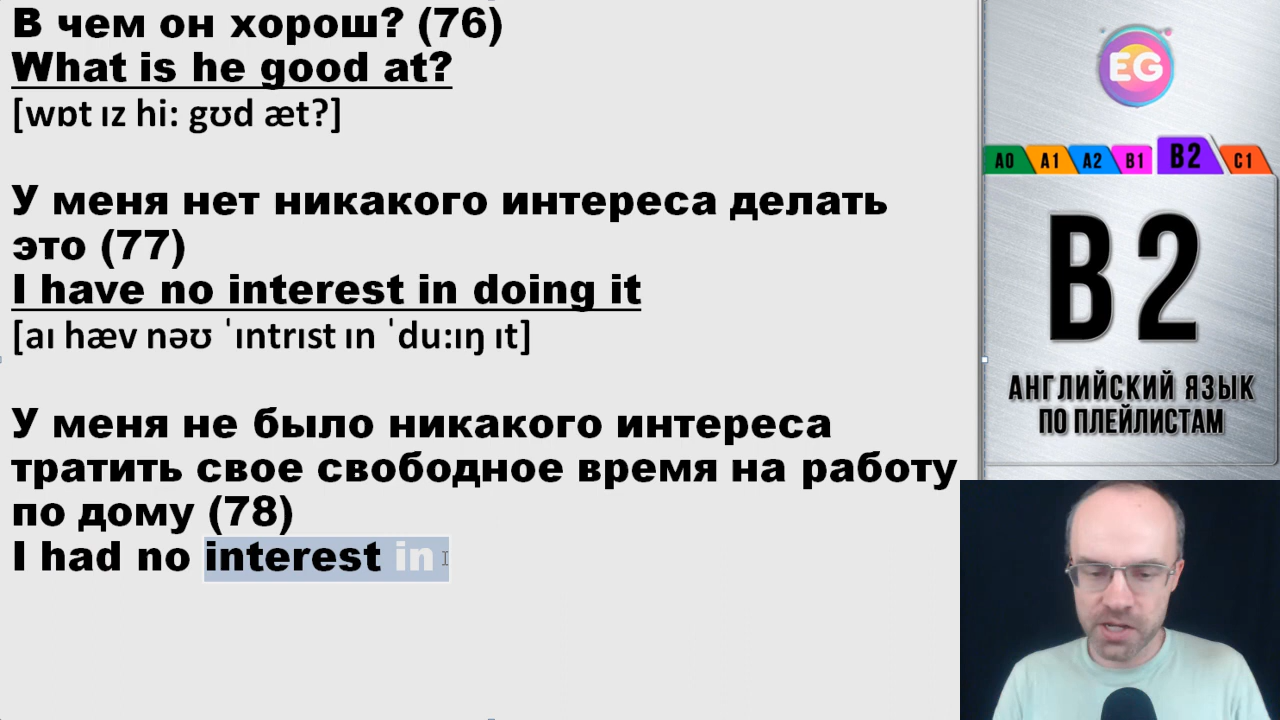 В чем он хорош? (76)
What is he good at?
[wɒt ɪz hi: gʊd æt?]
У меня нет никакого интереса делать
это (77)
I have no interest in doing it
[aɪ hæv nəʊ ˈɪntrɪst ɪn ˈdu:ɪŋ ɪt]
У меня не было никакого интереса
тратить свое свободное время на работу
по дому (78)
I had no interest in
EG
A0 A1 A2 B1 B2 C1
B2
АНГЛИЙСКИЙ ЯЗЫК
ПО ПЛЕЙЛИСТАМ